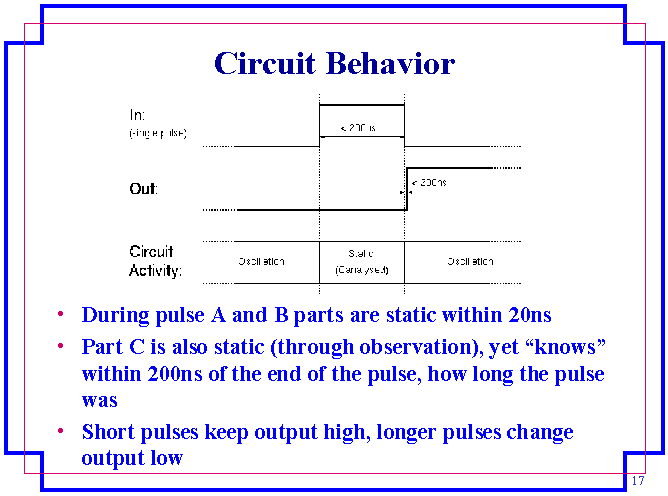 Circuit Behavior
In:
(single pulse)
< 200ns
Out:
< 200ns
Circuit
Activity:
Oscillation
Static
(Canalysed)
Oscillation
• During pulse A and B parts are static within 20ns
• Part C is also static (through observation), yet “knows”
within 200ns of the end of the pulse, how long the pulse
was
• Short pulses keep output high, longer pulses change
output low
17